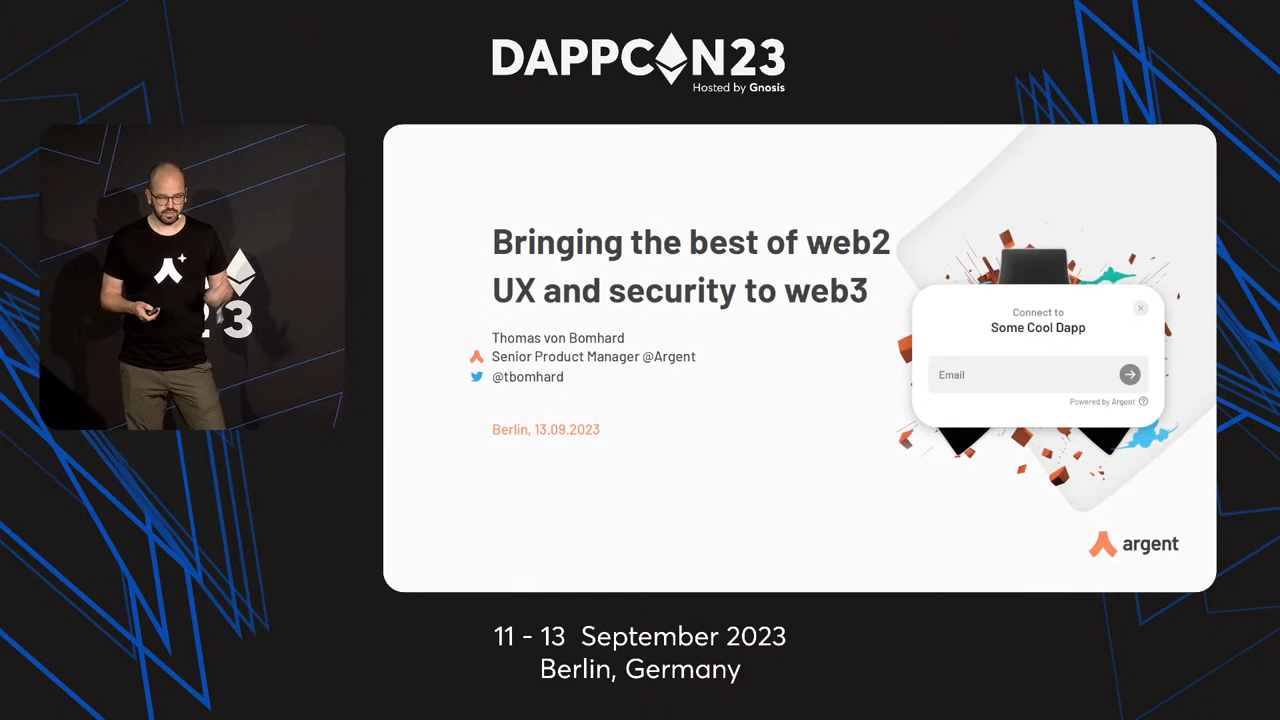 DAPPCON23
Hosted by Gnosis
23
Bringing the best of web2
UX and security to web3
Thomas von Bomhard
Senior Product Manager @Argent
@tbomhard
Berlin, 13.09.2023
Connect to
Some Cool Dapp
Email
Powered by Argent
argent
11 - 13 September 2023
Berlin, Germany